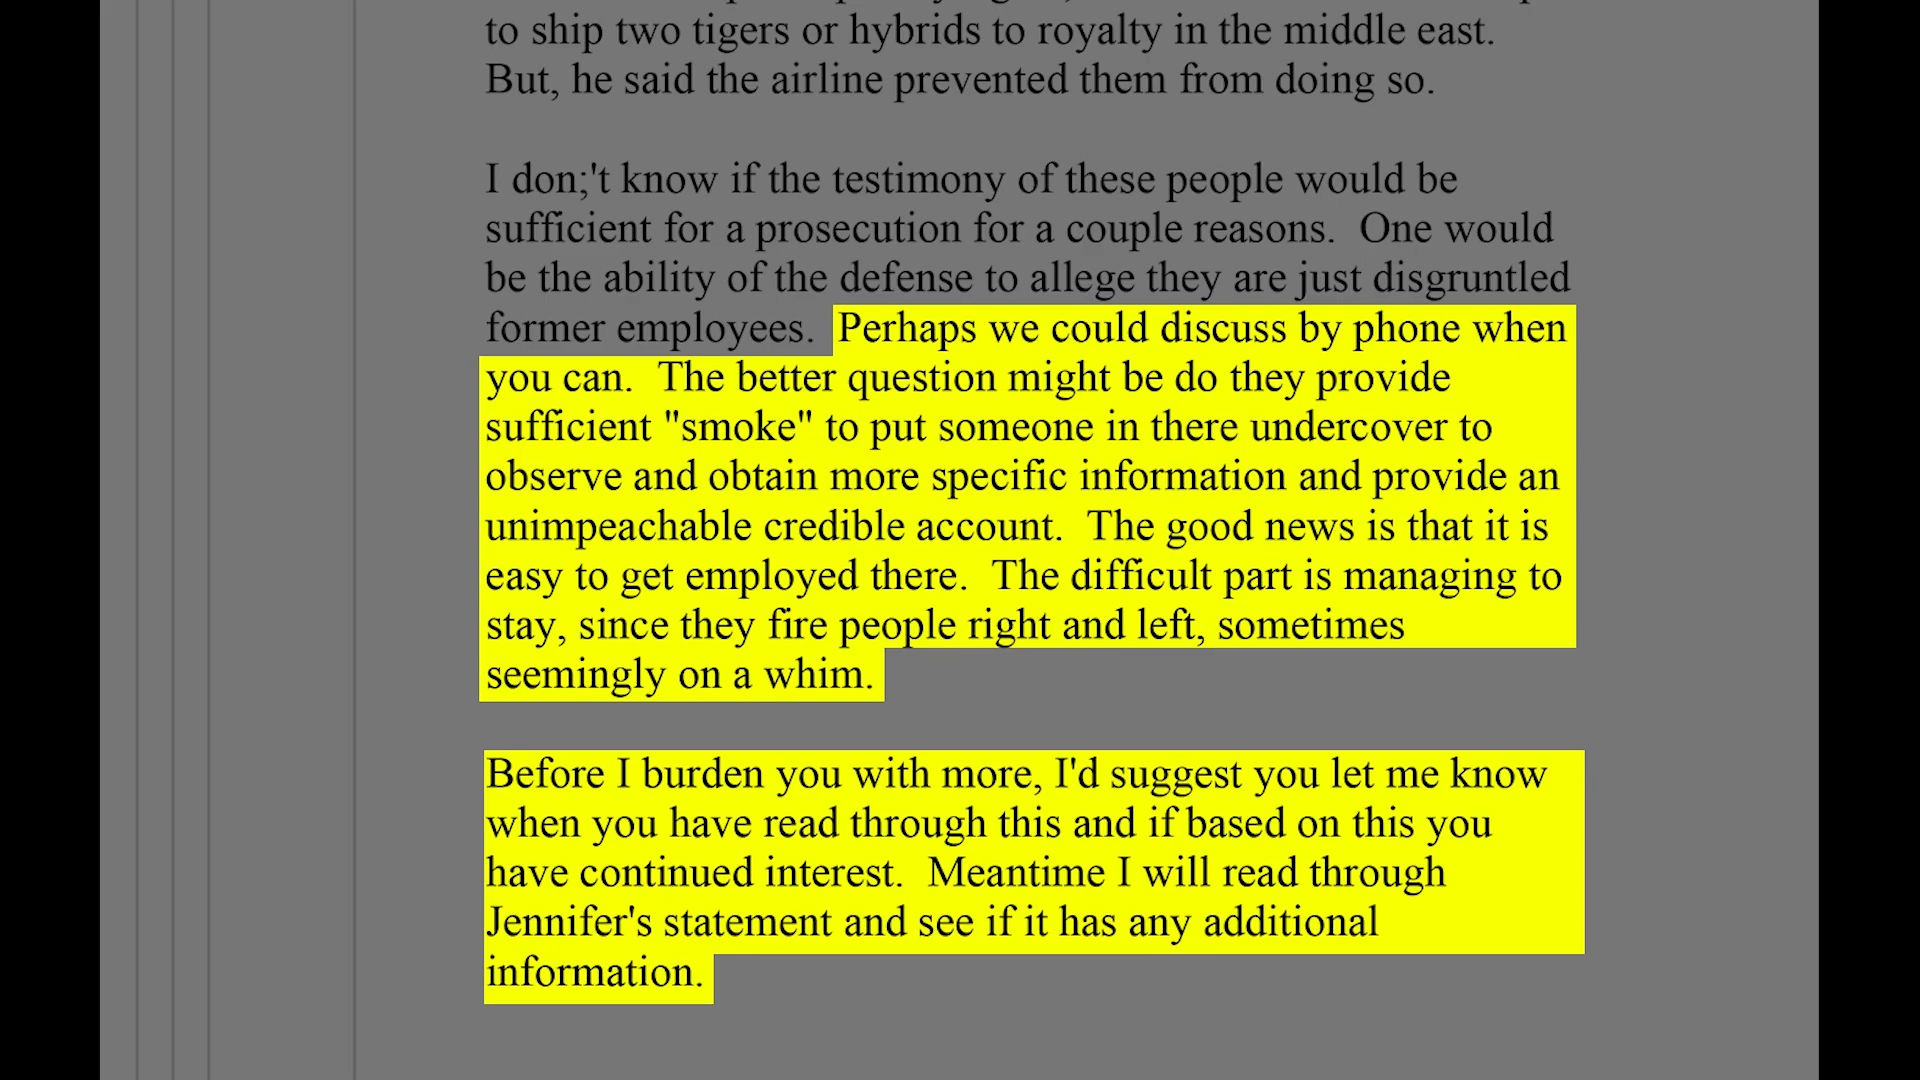 to ship two tigers or hybrids to royalty in the middle east.
But, he said the airline prevented them from doing so.
I don;'t know if the testimony of these people would be
sufficient for a prosecution for a couple reasons.  One would
be the ability of the defense to allege they are just disgruntled
former employees.  Perhaps we could discuss by phone when
you can.  The better question might be do they provide
sufficient "smoke" to put someone in there undercover to
observe and obtain more specific information and provide an
unimpeachable credible account.  The good news is that it is
easy to get employed there.  The difficult part is managing to
stay, since they fire people right and left, sometimes
seemingly on a whim.
Before I burden you with more, I'd suggest you let me know
when you have read through this and if based on this you
have continued interest.  Meantime I will read through
Jennifer's statement and see if it has any additional
information.